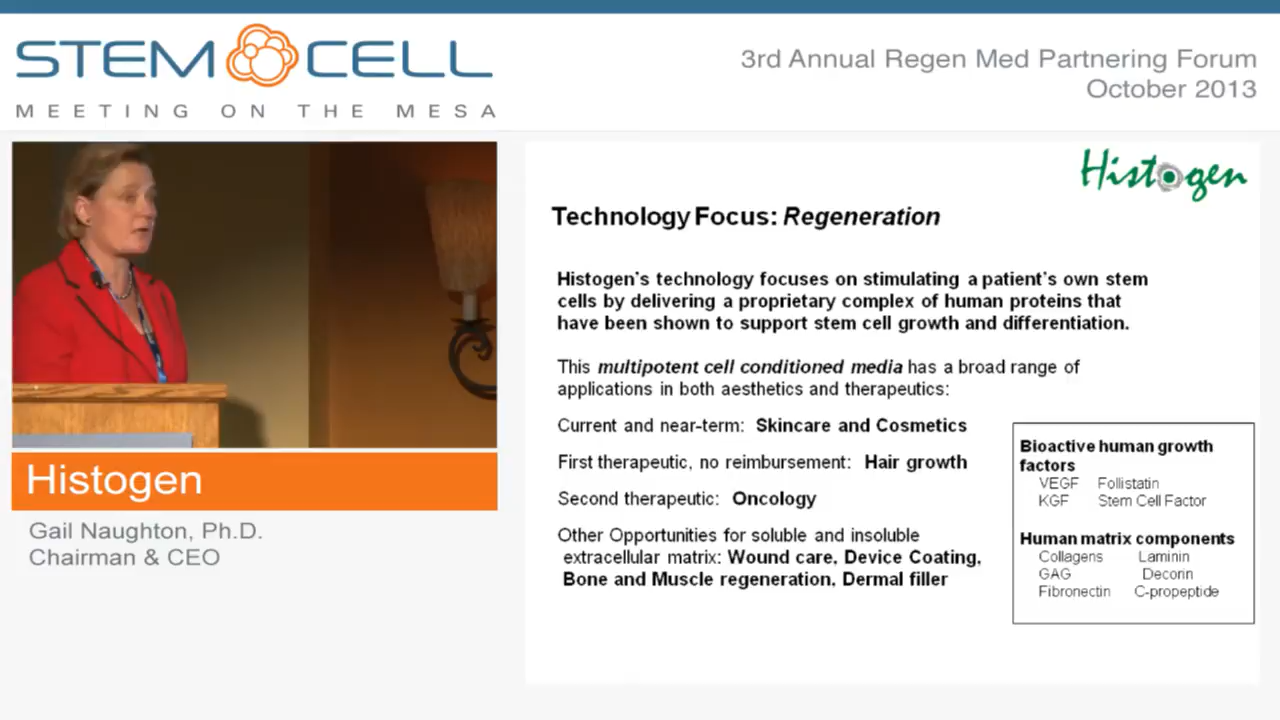 STEM CELL
MEETING ON THE MESA
3rd Annual Regen Med Partnering Forum
October 2013
Histogen
Technology Focus: Regeneration
Histogen's technology focuses on stimulating a patient's own stem
cells by delivering a proprietary complex of human proteins that
have been shown to support stem cell growth and differentiation.
This multipotent cell conditioned media has a broad range of
applications in both aesthetics and therapeutics:
Current and near-term: Skincare and Cosmetics
First therapeutic, no reimbursement: Hair growth
Second therapeutic: Oncology
Other Opportunities for soluble and insoluble
extracellular matrix: Wound care, Device Coating,
Bone and Muscle regeneration, Dermal filler
Bioactive human growth
factors
VEGF Follistatin
KGF Stem Cell Factor
Human matrix components
Collagens Laminin
GAG Decorin
Fibronectin C-propeptide
Histogen
Gail Naughton, Ph.D.
Chairman & CEO